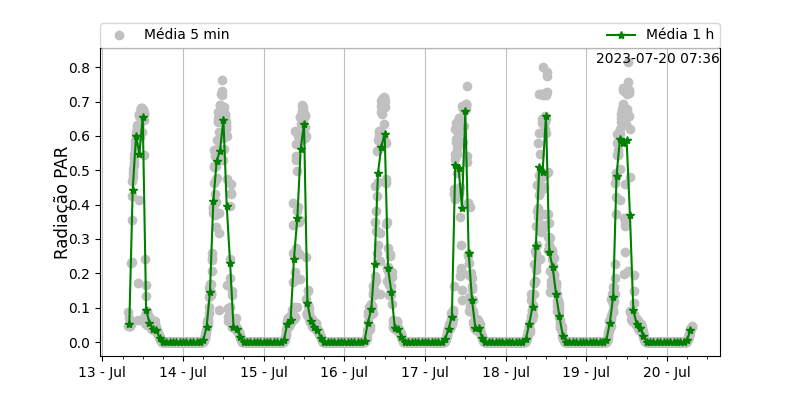 Média 5 min
Média 1 h
2023-07-20 07:36
Radiação PAR
0.8
0.7
0.6
0.5
0.4
0.3
0.2
0.1
0.0
13 - Jul
14 - Jul
15 - Jul
16 - Jul
17 - Jul
18 - Jul
19 - Jul
20 - Jul